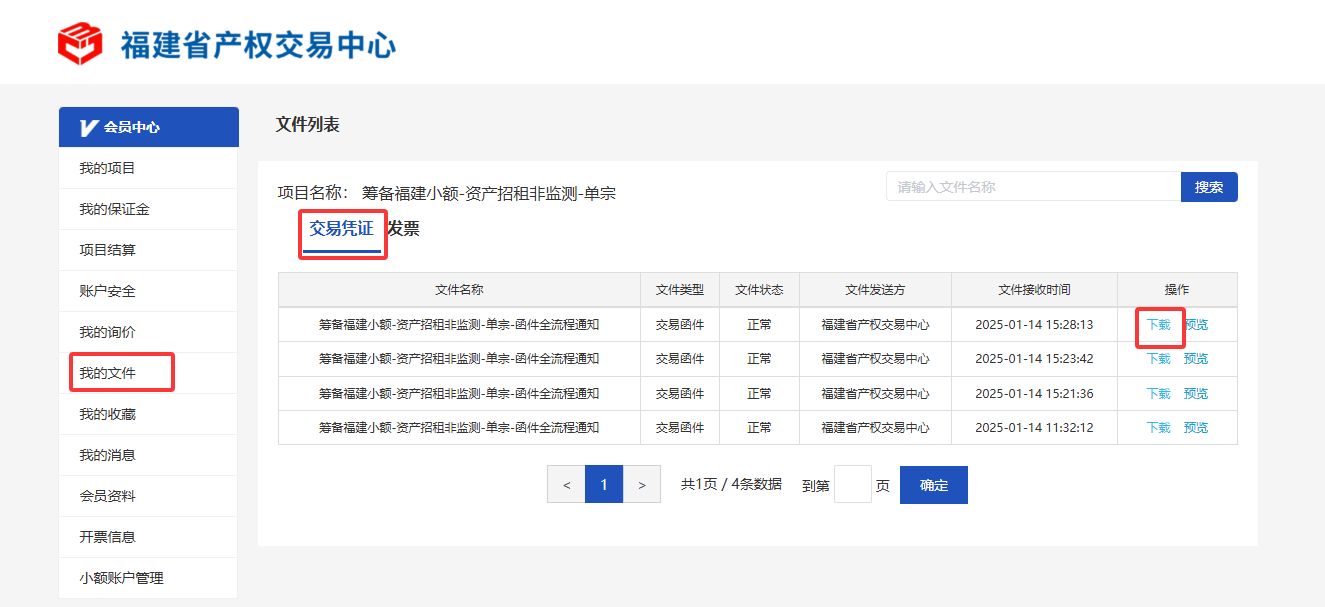 福建省产权交易中心
会员中心
我的项目
我的保证金
项目结算
账户安全
我的询价
我的文件
我的收藏
我的消息
会员资料
开票信息
小额账户管理
文件列表
项目名称： 筹备福建小额-资产招租非监测-单宗
请输入文件名称 搜索
交易凭证 发票
文件名称 文件类型 文件状态 文件发送方 文件接收时间 操作
筹备福建小额-资产招租非监测-单宗-函件全流程通知 交易函件 正常 福建省产权交易中心 2025-01-14 15:28:13 下载 预览
筹备福建小额-资产招租非监测-单宗-函件全流程通知 交易函件 正常 福建省产权交易中心 2025-01-14 15:23:42 下载 预览
筹备福建小额-资产招租非监测-单宗-函件全流程通知 交易函件 正常 福建省产权交易中心 2025-01-14 15:21:36 下载 预览
筹备福建小额-资产招租非监测-单宗-函件全流程通知 交易函件 正常 福建省产权交易中心 2025-01-14 11:32:12 下载 预览
< 1 > 共1页 / 4条数据 到第 页 确定